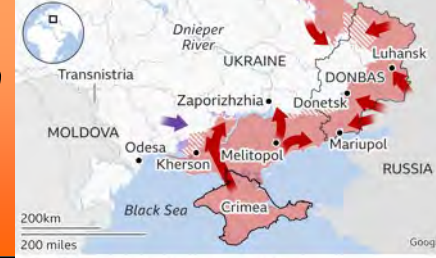 Dnieper
River
Luhansk
UKRAINE
Transnistria
DONBAS
Zaporizhzhia
Donetsk
MOLDOVA
Odesa
Melitopol
Mariupol
Kherson
RUSSIA
Crimea
Black Sea
200km
200 miles
Goog